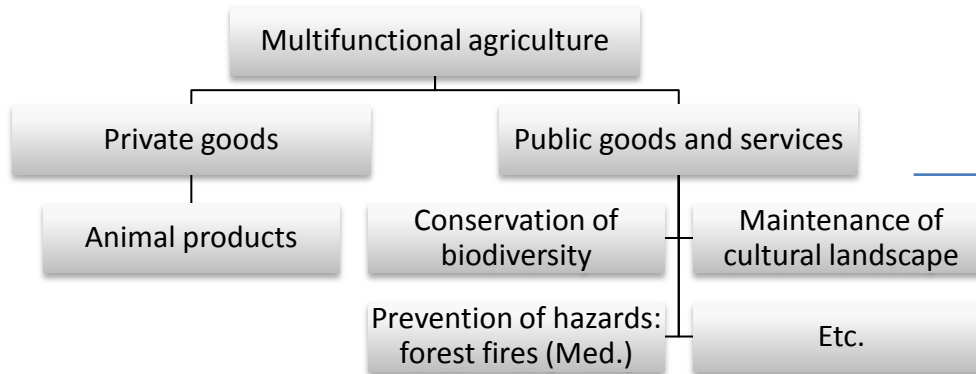 Multifunctional agriculture
Private goods
Public goods and services
Animal products
Conservation of
biodiversity
Maintenance of
cultural landscape
Prevention of hazards:
forest fires (Med.)
Etc.